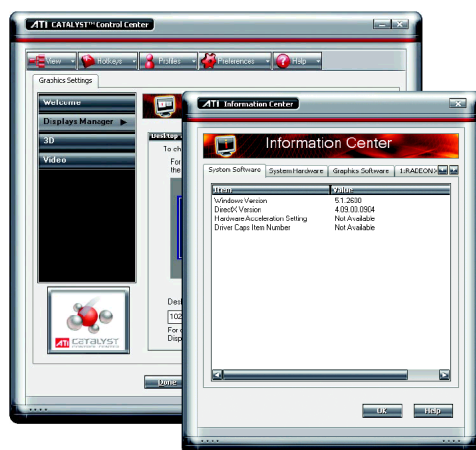 ATI CATALYST™ Control Center
View Hotkeys Profiles Preferences Help
Graphics Settings
Welcome
Displays Manager
3D
Video
Desktop
To ch
For
the
Desk
102
For
Disp
ATI CATALYST
CONTROL CENTER
Done
ATI Information Center
Information Center
System Software System Hardware Graphics Software 1:RADEON
Item Value
Windows Version 5.1.2600
DirectX Version 4.09.00.0904
Hardware Acceleration Setting Not Available
Driver Caps Item Number Not Available
OK Help